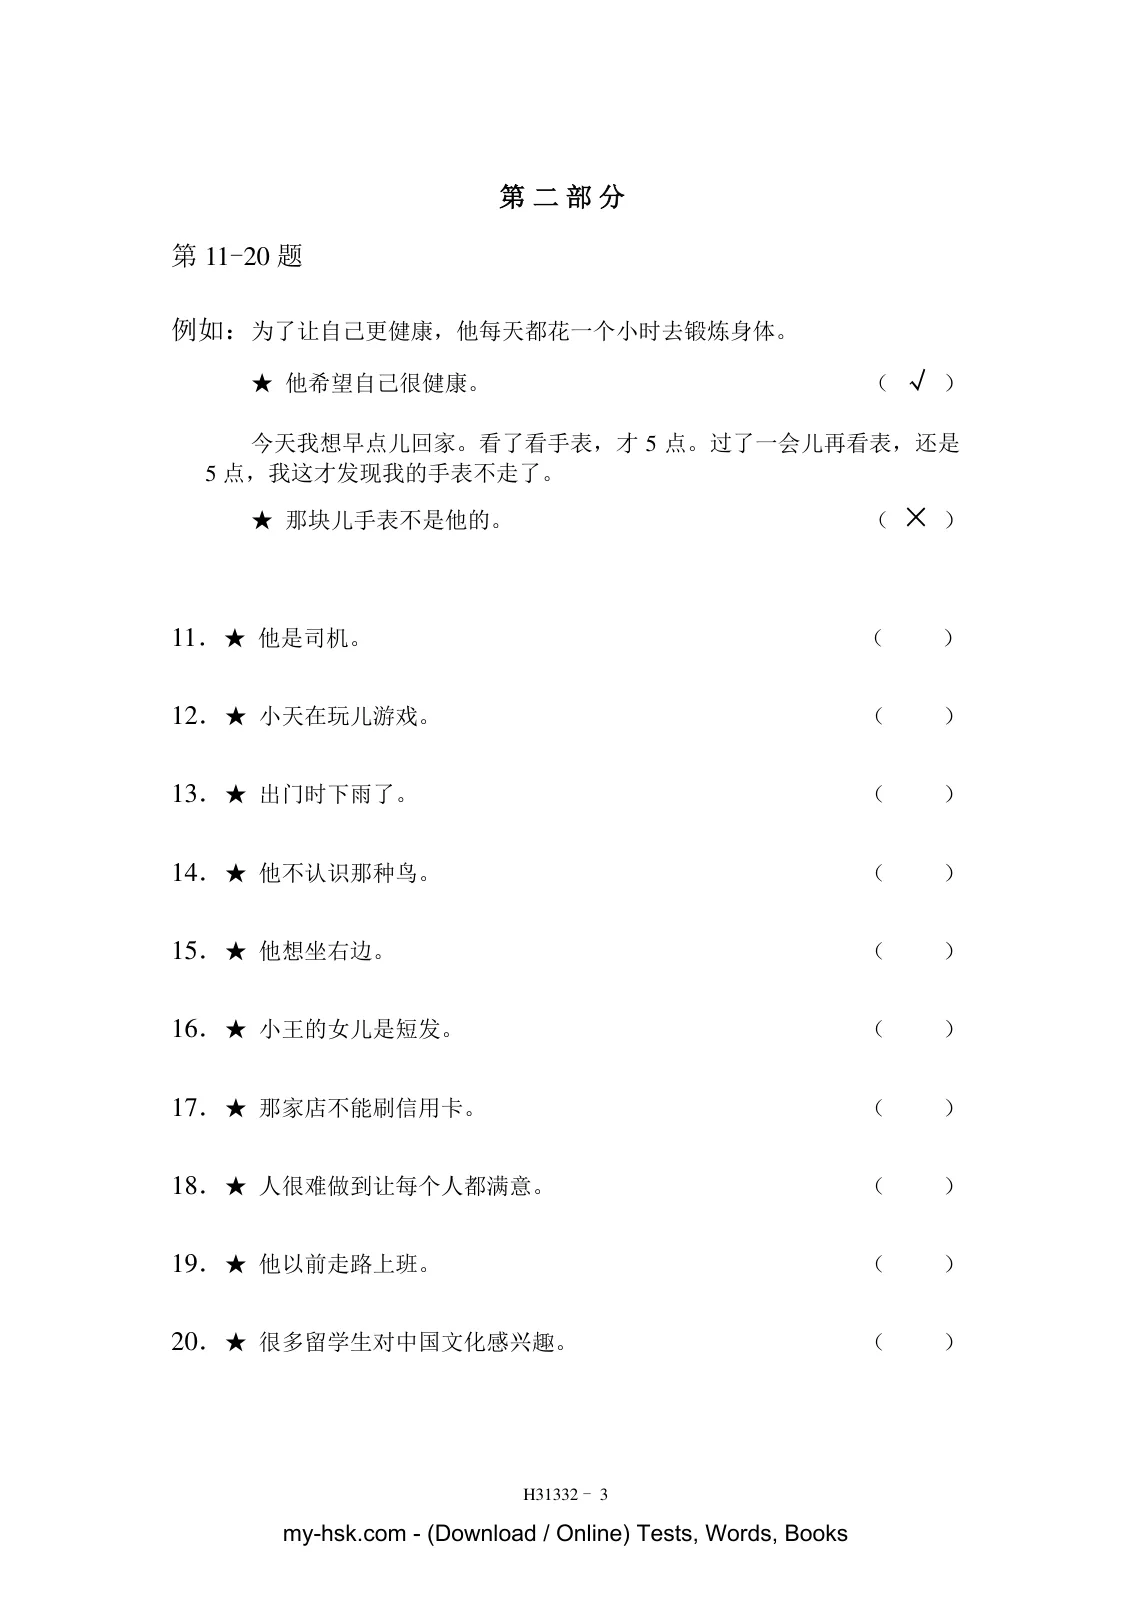 第二部分
第 11-20 题
例如：为了让自己更健康，他每天都花一个小时去锻炼身体。
★ 他希望自己很健康。 （ √ ）
今天我想早点儿回家。看了看手表，才 5 点。过了一会儿再看表，还是
5 点，我这才发现我的手表不走了。
★ 那块儿手表不是他的。 （ × ）
11．★ 他是司机。 （ ）
12．★ 小天在玩儿游戏。 （ ）
13．★ 出门时下雨了。 （ ）
14．★ 他不认识那种鸟。 （ ）
15．★ 他想坐右边。 （ ）
16．★ 小王的女儿是短发。 （ ）
17．★ 那家店不能刷信用卡。 （ ）
18．★ 人很难做到让每个人都满意。 （ ）
19．★ 他以前走路上班。 （ ）
20．★ 很多留学生对中国文化感兴趣。 （ ）
H31332 - 3
my-hsk.com - (Download / Online) Tests, Words, Books